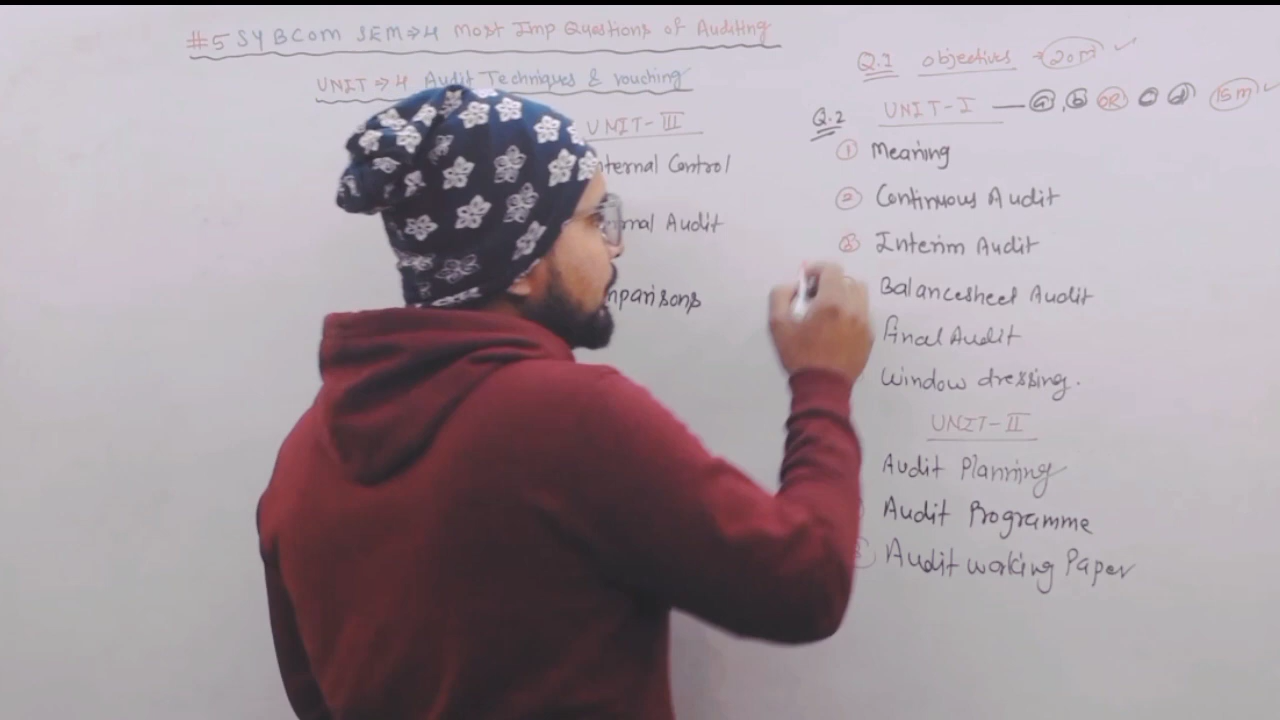 #5 SYBCOM SEM⇒4 Most Imp Questions of Auditing
UNIT ⇒ 4 Audit Techniques & vouching
UNIT-III
nternal Control
nal Audit
mparisons
Q.1 objectives → 20M ✓
Q.2 UNIT-I — a, b OR c d 15M ✓
① Meaning
② Continuous Audit
③ Interim Audit
Balancesheet Audit
final Audit
window dressing.
UNIT-II
Audit Planning
Audit Programme
Audit working Paper